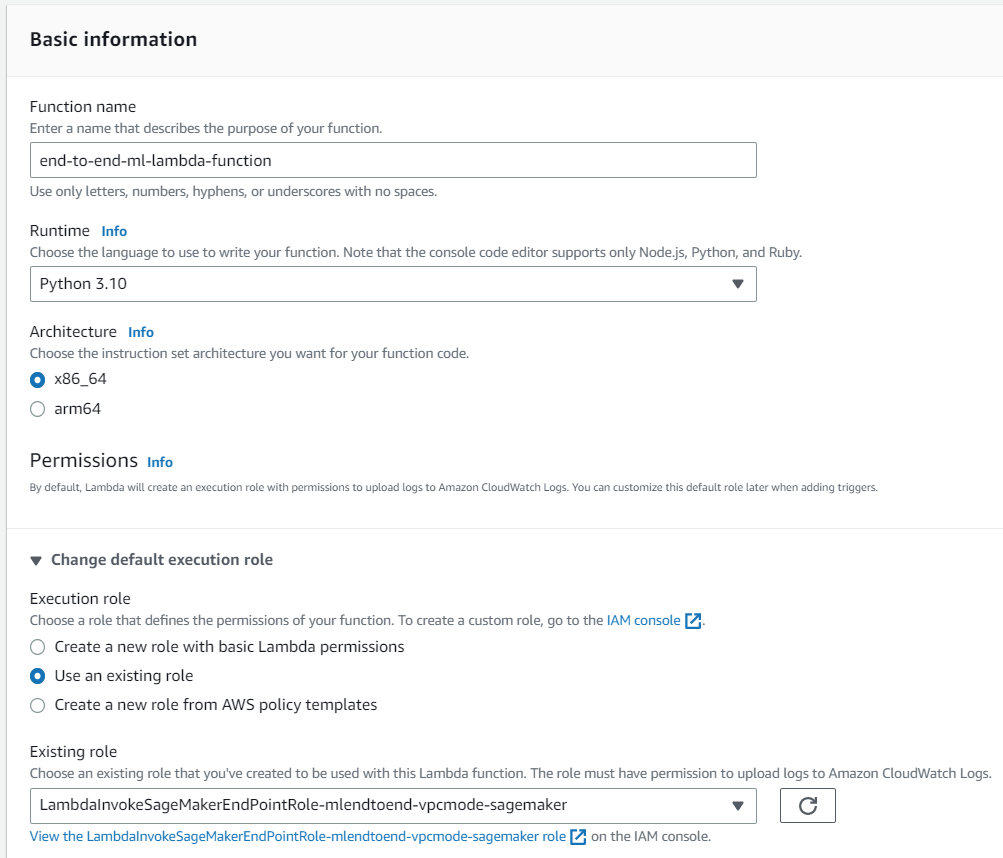 Basic information
Function name
Enter a name that describes the purpose of your function.
end-to-end-ml-lambda-function
Use only letters, numbers, hyphens, or underscores with no spaces.
Runtime Info
Choose the language to use to write your function. Note that the console code editor supports only Node.js, Python, and Ruby.
Python 3.10
Architecture Info
Choose the instruction set architecture you want for your function code.
x86_64
arm64
Permissions Info
By default, Lambda will create an execution role with permissions to upload logs to Amazon CloudWatch Logs. You can customize this default role later when adding triggers.
Change default execution role
Execution role
Choose a role that defines the permissions of your function. To create a custom role, go to the IAM console.
Create a new role with basic Lambda permissions
Use an existing role
Create a new role from AWS policy templates
Existing role
Choose an existing role that you've created to be used with this Lambda function. The role must have permission to upload logs to Amazon CloudWatch Logs.
LambdaInvokeSageMakerEndPointRole-mlendtoend-vpcmode-sagemaker
View the LambdaInvokeSageMakerEndPointRole-mlendtoend-vpcmode-sagemaker role on the IAM console.